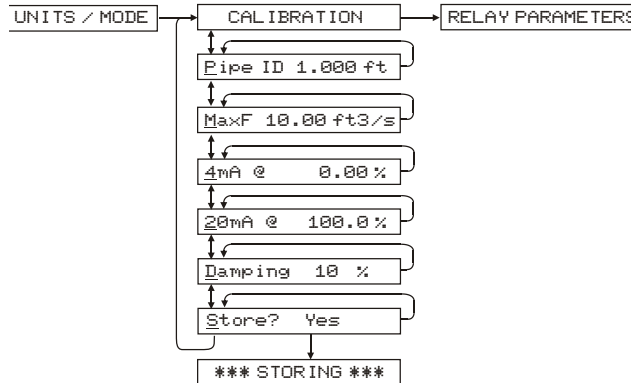 UNITS / MODE CALIBRATION RELAY PARAMETERS
Pipe ID 1.000 ft
MaxF 10.00 ft3/s
4mA @ 0.00 %
20mA @ 100.0 %
Damping 10 %
Store? Yes
*** STORING ***